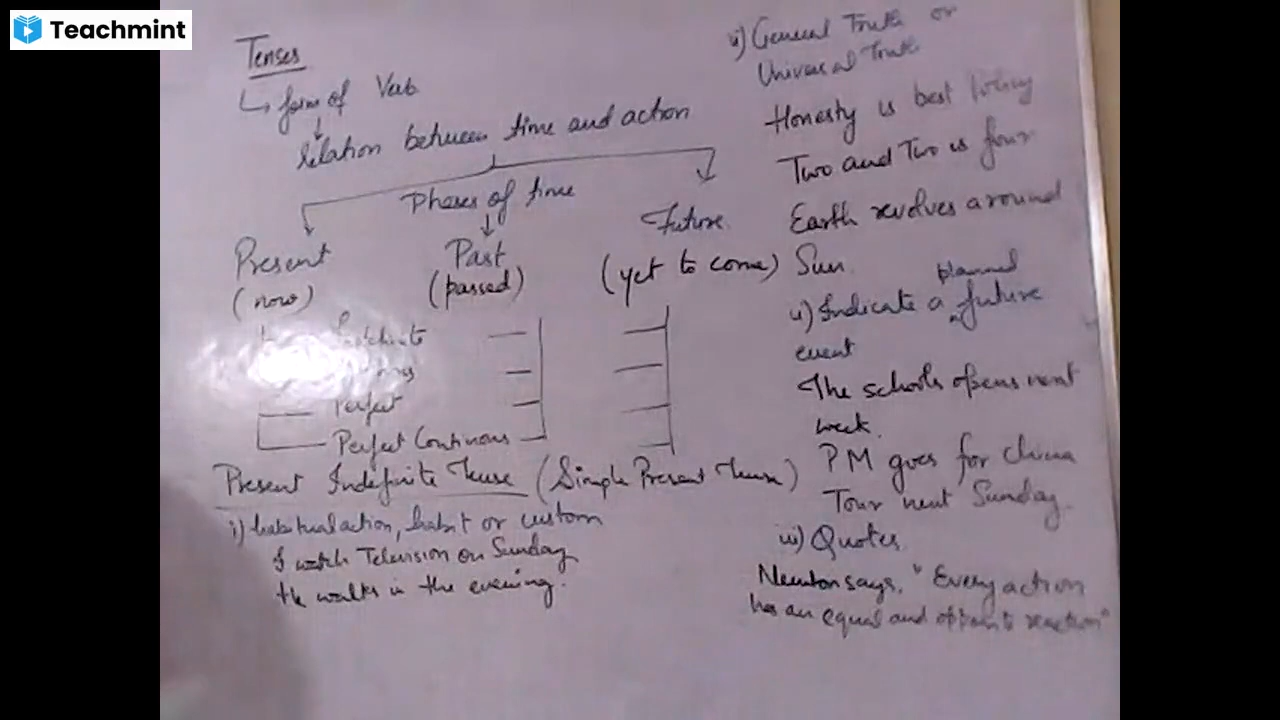 Teachmint
Tenses
↳ form of Verb
↓
relation between time and action
Phases of time
Present
Past
Future
(now)
(passed)
(yet to come)
Indefinite
Perfect
Perfect Continous
Present Indefinite Tense (Simple Present Tense)
i) habitual action, habit or custom
I watch Television on Sunday
He walks in the evening.
ii) General Truth or
Universal Truth
Honesty is best policy
Two and Two is four
Earth revolves around
Sun.
planned
ii) Indicate a ^ future
event
The schools opens next
week.
PM goes for China
Tour next Sunday.
iii) Quotes
Newton says, "Every action
has an equal and opposite reaction"